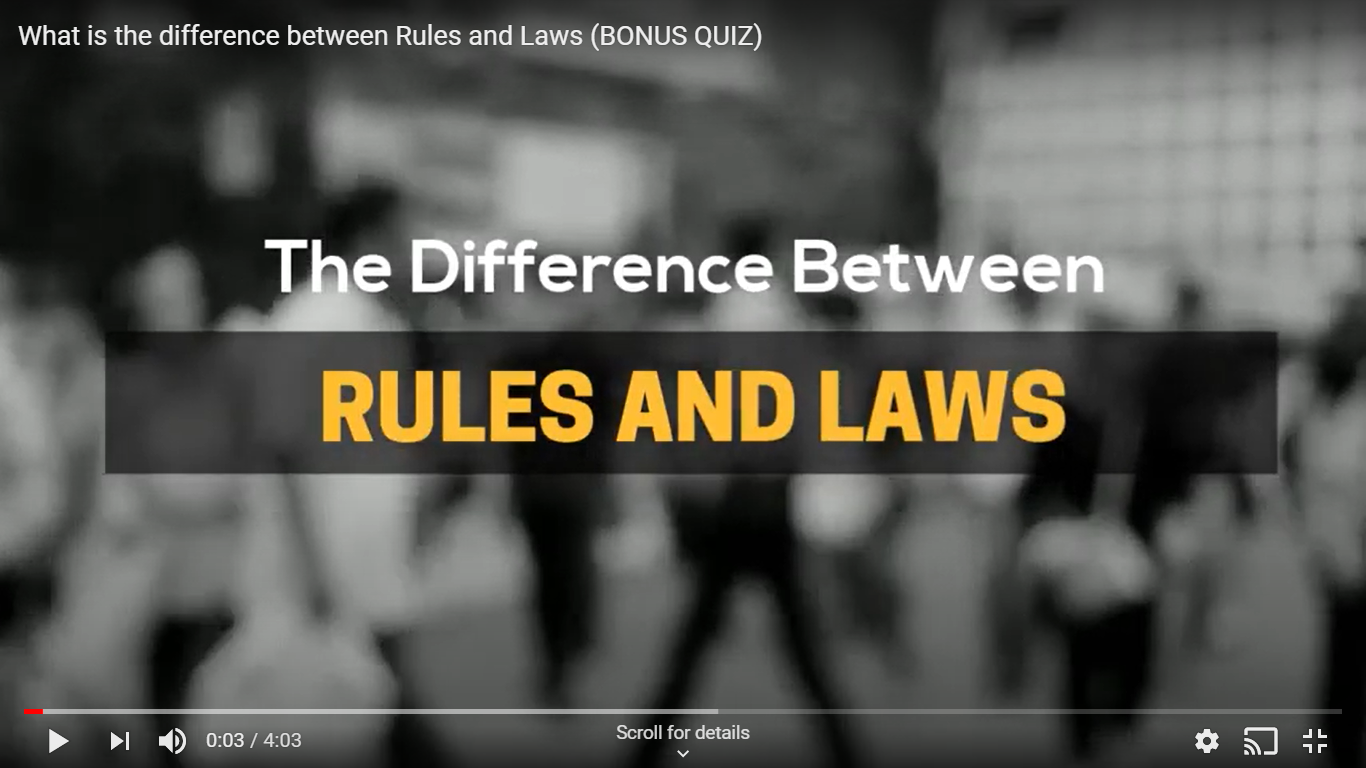 What is the difference between Rules and Laws (BONUS QUIZ)
The Difference Between
RULES AND LAWS
Scroll for details
0:03 / 4:03